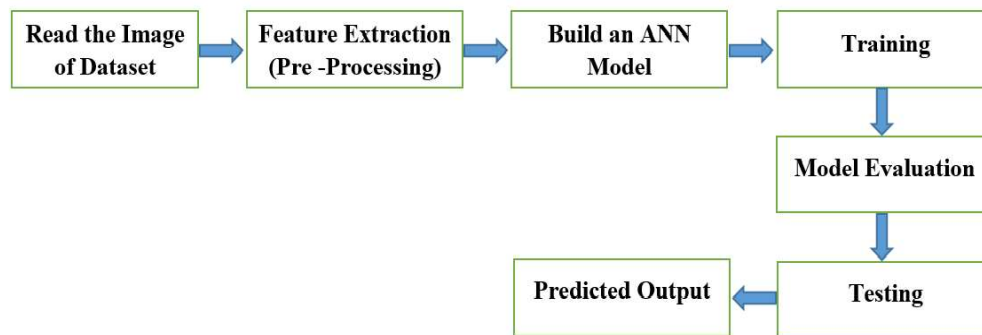 Read the Image
of Dataset
Feature Extraction
(Pre -Processing)
Build an ANN
Model
Training
Model Evaluation
Testing
Predicted Output